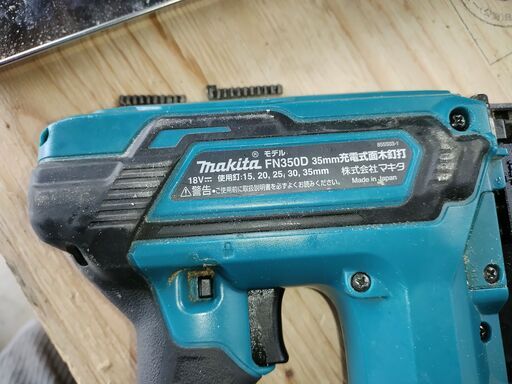 モデル
makita® FN350D 35mm充電式面木釘打
18V⎓ 使用釘:15, 20, 25, 30, 35mm 株式会社マキタ
⚠警告 ご使用前に取扱説明書を必ずよくお読みください。 Made in Japan